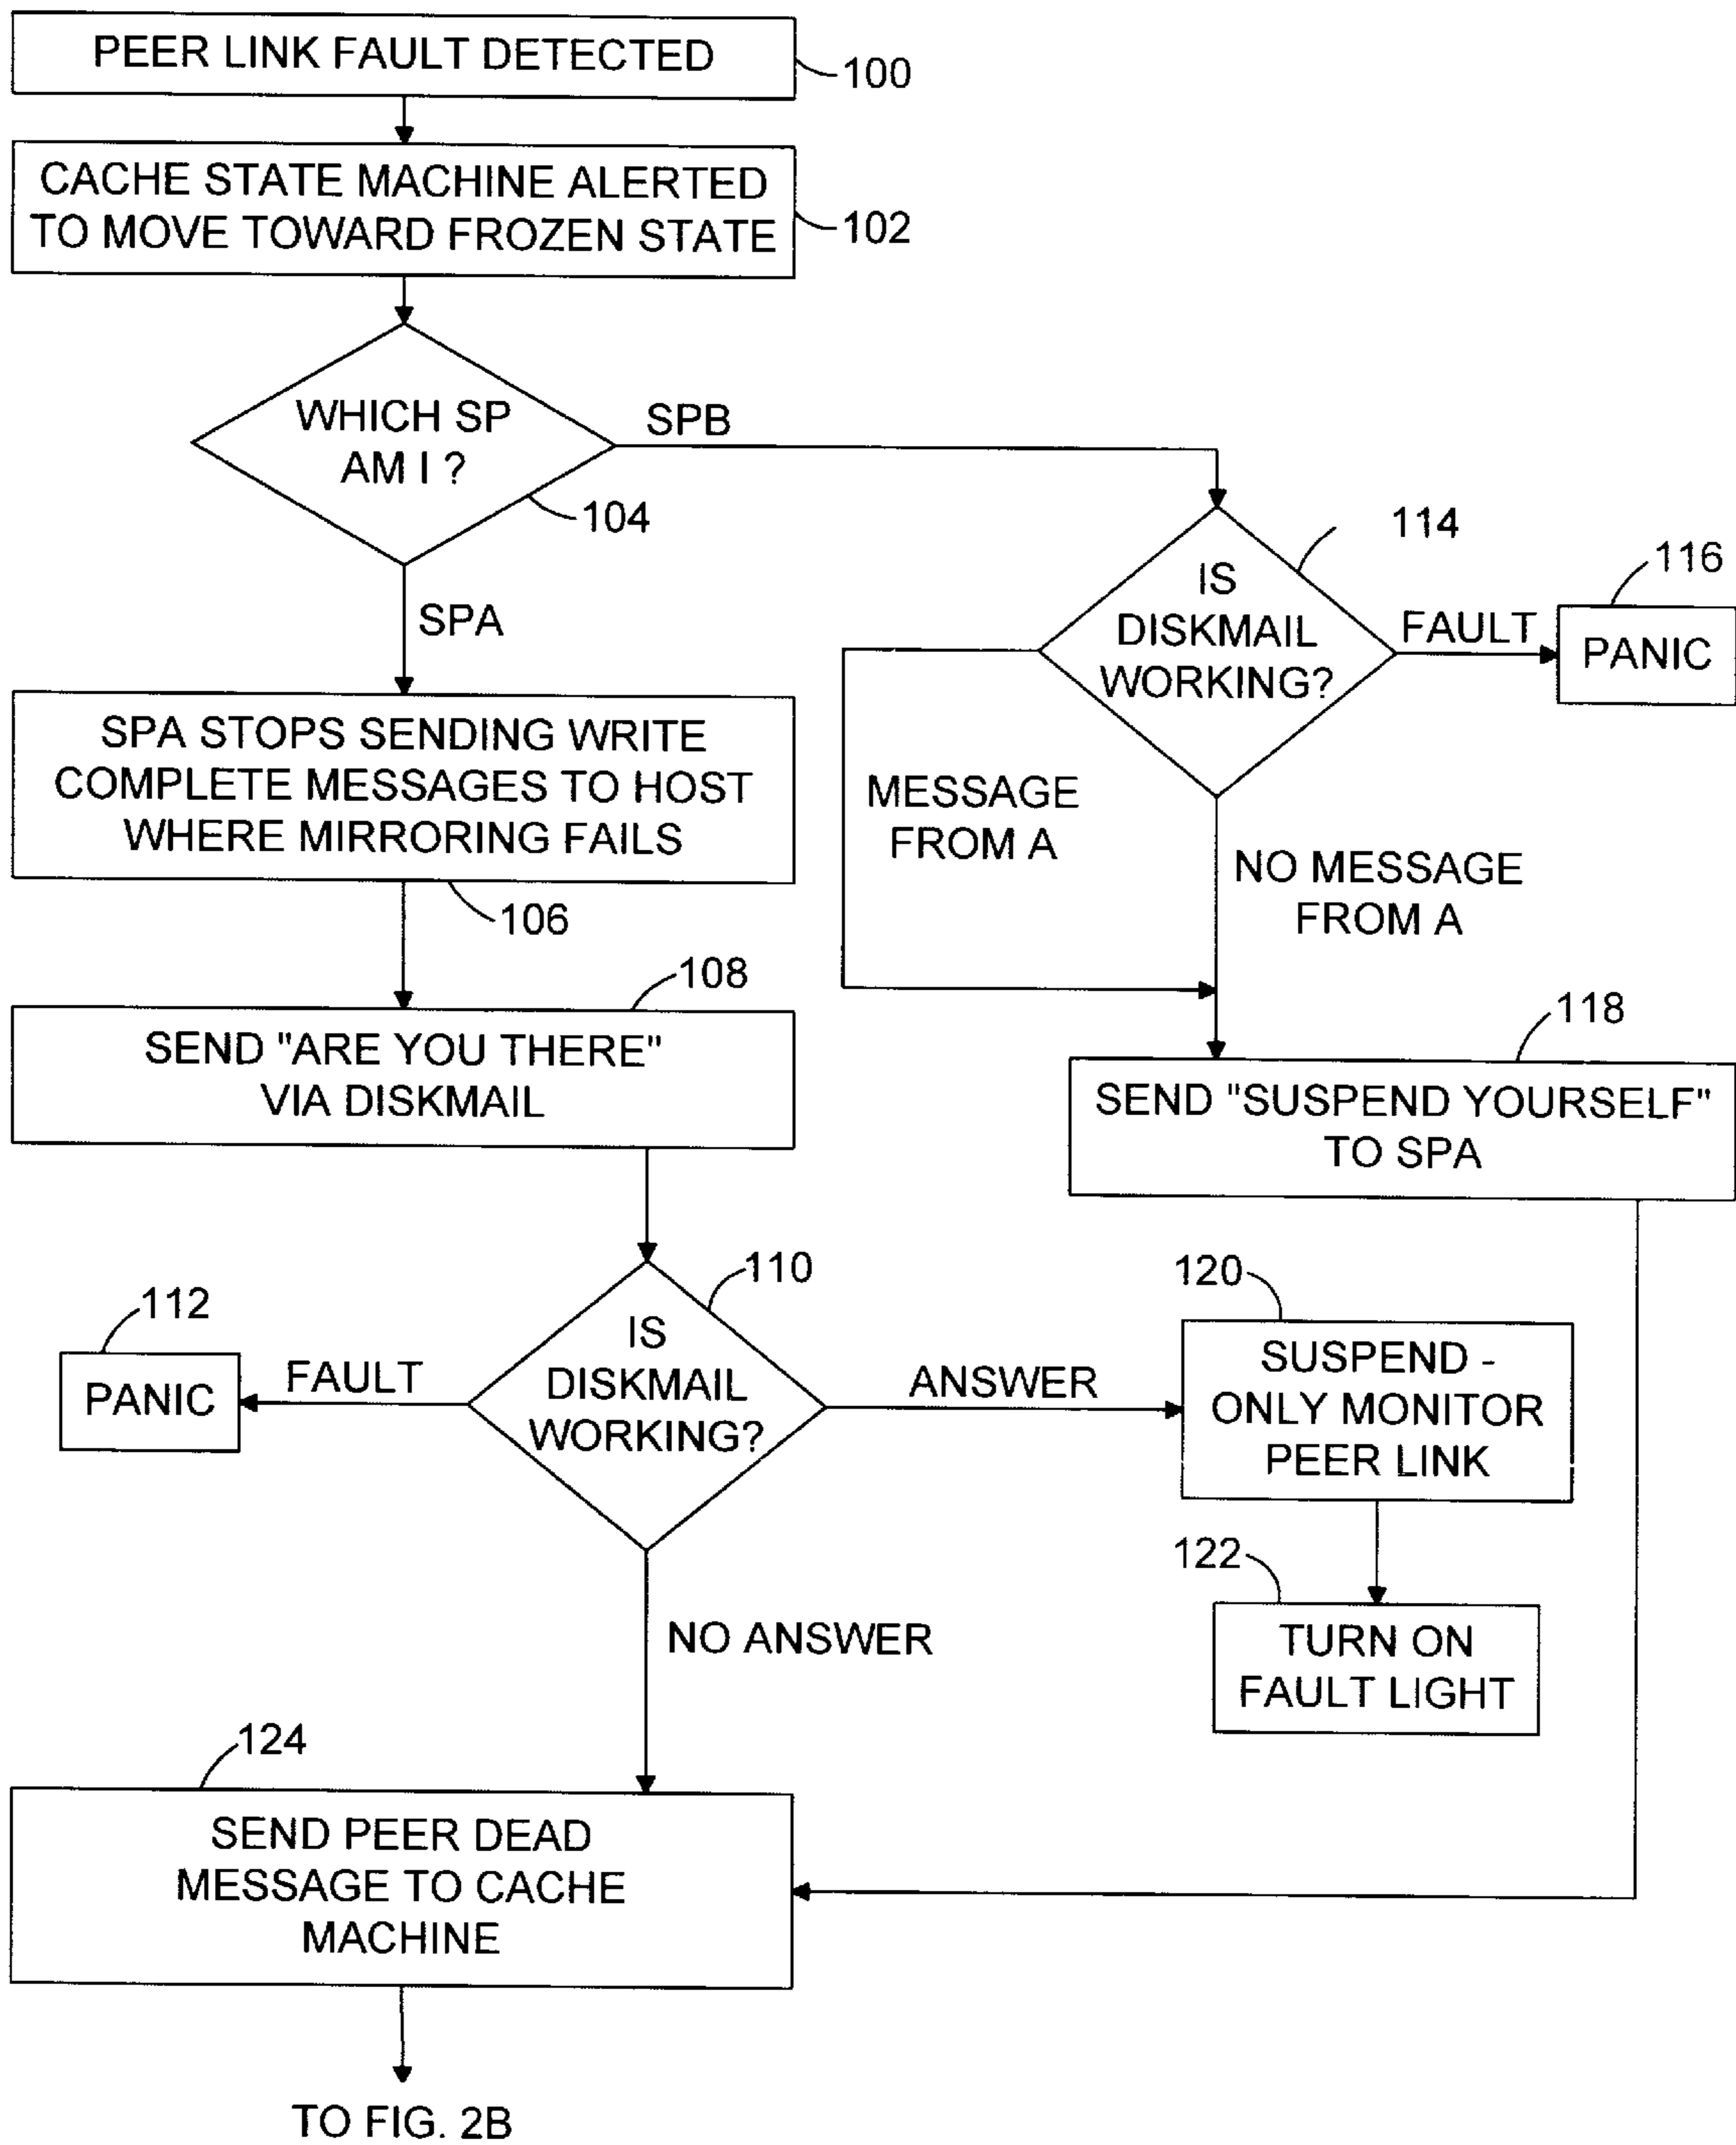 PEER LINK FAULT DETECTED
100
CACHE STATE MACHINE ALERTED
TO MOVE TOWARD FROZEN STATE
102
WHICH SP
AM I ?
104
SPB
SPA
114
IS
DISKMAIL
WORKING?
FAULT
116
PANIC
MESSAGE
FROM A
NO MESSAGE
FROM A
SPA STOPS SENDING WRITE
COMPLETE MESSAGES TO HOST
WHERE MIRRORING FAILS
106
108
SEND "ARE YOU THERE"
VIA DISKMAIL
118
SEND "SUSPEND YOURSELF"
TO SPA
110
IS
DISKMAIL
WORKING?
112
PANIC
FAULT
ANSWER
120
SUSPEND -
ONLY MONITOR
PEER LINK
122
TURN ON
FAULT LIGHT
NO ANSWER
124
SEND PEER DEAD
MESSAGE TO CACHE
MACHINE
TO FIG. 2B